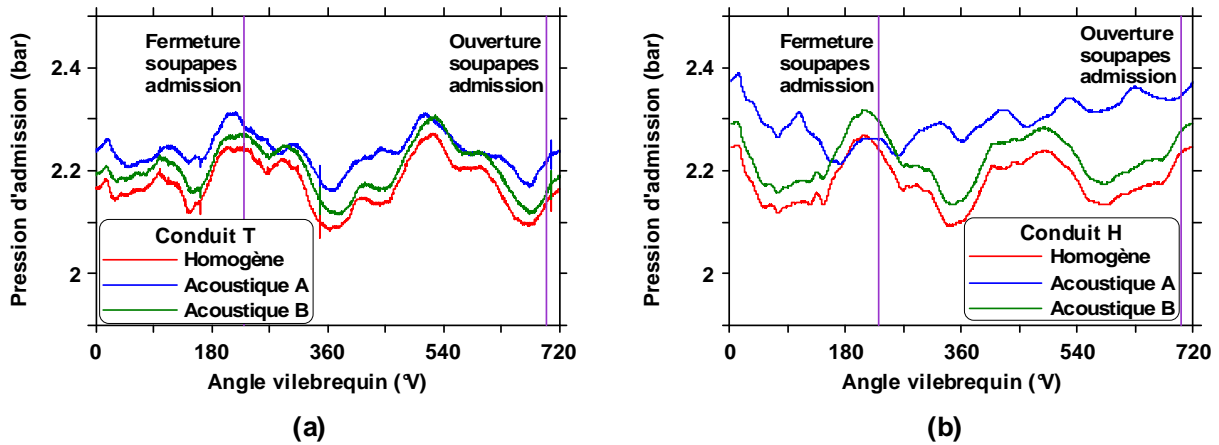 Pression d'admission (bar)
2.4
2.2
2
Fermeture
soupapes
admission
Ouverture
soupapes
admission
Conduit T
Homogène
Acoustique A
Acoustique B
0 180 360 540 720
Angle vilebrequin (°V)
(a)
Pression d'admission (bar)
2.4
2.2
2
Fermeture
soupapes
admission
Ouverture
soupapes
admission
Conduit H
Homogène
Acoustique A
Acoustique B
0 180 360 540 720
Angle vilebrequin (°V)
(b)